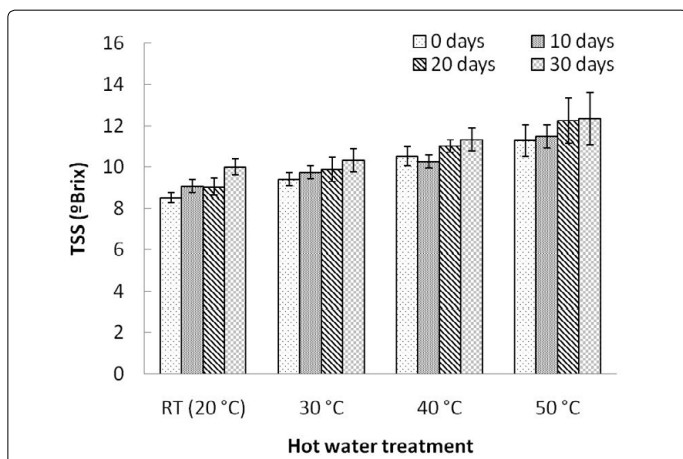 16
14
12
10
8
6
4
2
0
TSS (ºBrix)
0 days 10 days
20 days 30 days
RT (20 °C) 30 °C 40 °C 50 °C
Hot water treatment